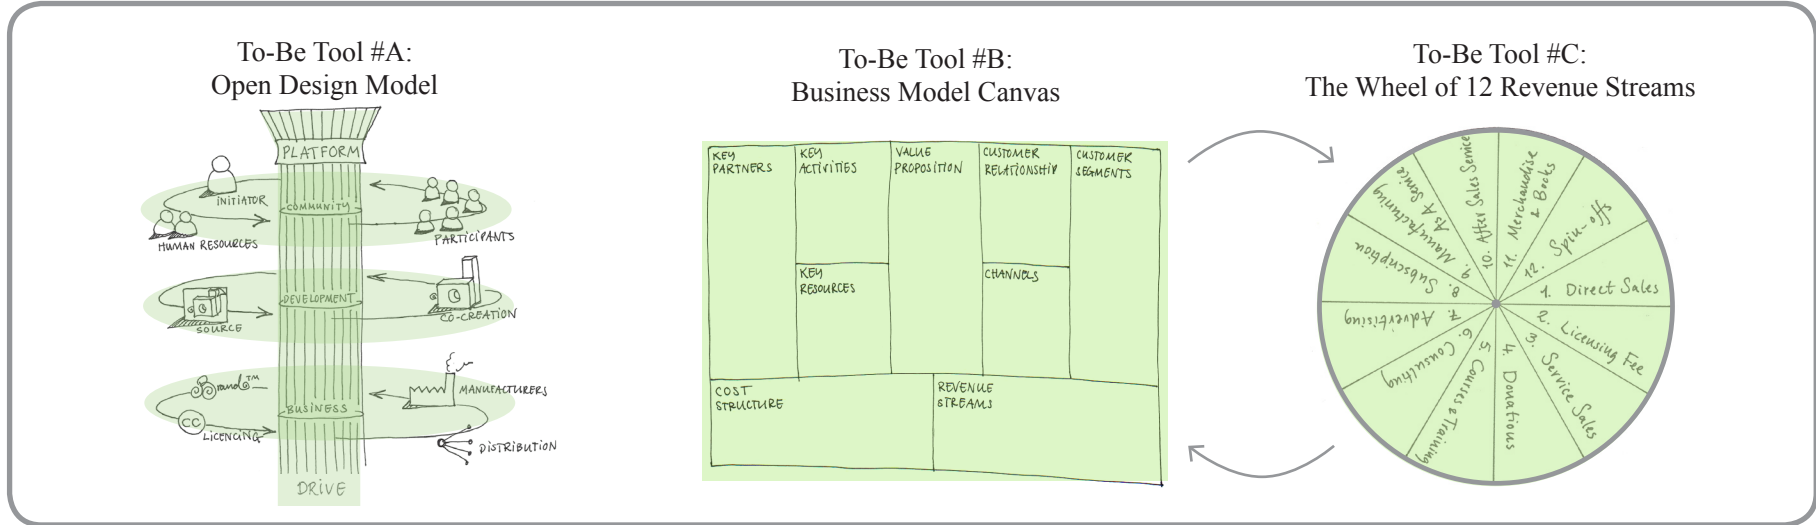 To-Be Tool #A:
Open Design Model
PLATFORM
INITIATOR
COMMUNITY
HUMAN RESOURCES
PARTICIPANTS
DEVELOPMENT
SOURCE
CO-CREATION
Brand™
MANUFACTURERS
BUSINESS
CC
LICENCING
DISTRIBUTION
DRIVE
To-Be Tool #B:
Business Model Canvas
KEY
PARTNERS
KEY
ACTIVITIES
VALUE
PROPOSITION
CUSTOMER
RELATIONSHIP
CUSTOMER
SEGMENTS
KEY
RESOURCES
CHANNELS
COST
STRUCTURE
REVENUE
STREAMS
To-Be Tool #C:
The Wheel of 12 Revenue Streams
1. Direct Sales
2. Licensing Fee
3. Service Sales
4. Donations
5. Courses & Training
6. Consulting
7. Advertising
8. Subscription
9. Manufacturing
As A Service
10. After Sales Service
11. Merchandise
& Books
12. Spin-offs